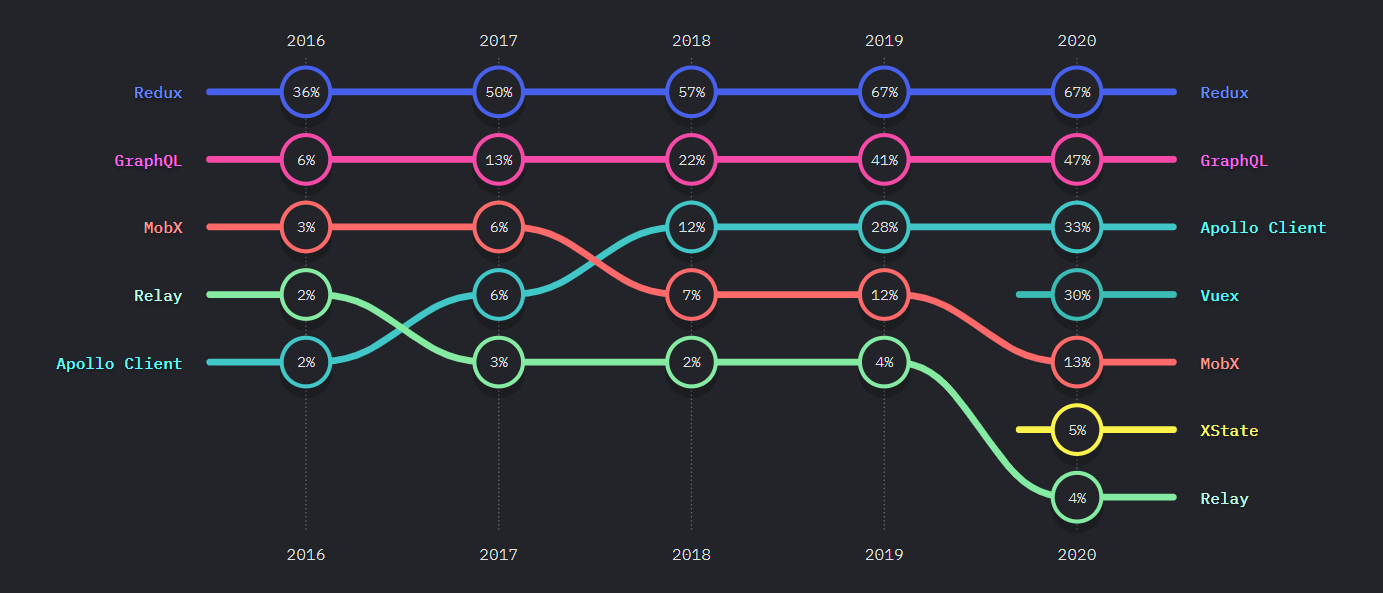 2016 2017 2018 2019 2020
Redux 36% 50% 57% 67% 67% Redux
GraphQL 6% 13% 22% 41% 47% GraphQL
MobX 3% 6% 12% 28% 33% Apollo Client
Relay 2% 6% 7% 12% 30% Vuex
Apollo Client 2% 3% 2% 4% 13% MobX
5% XState
4% Relay
2016 2017 2018 2019 2020